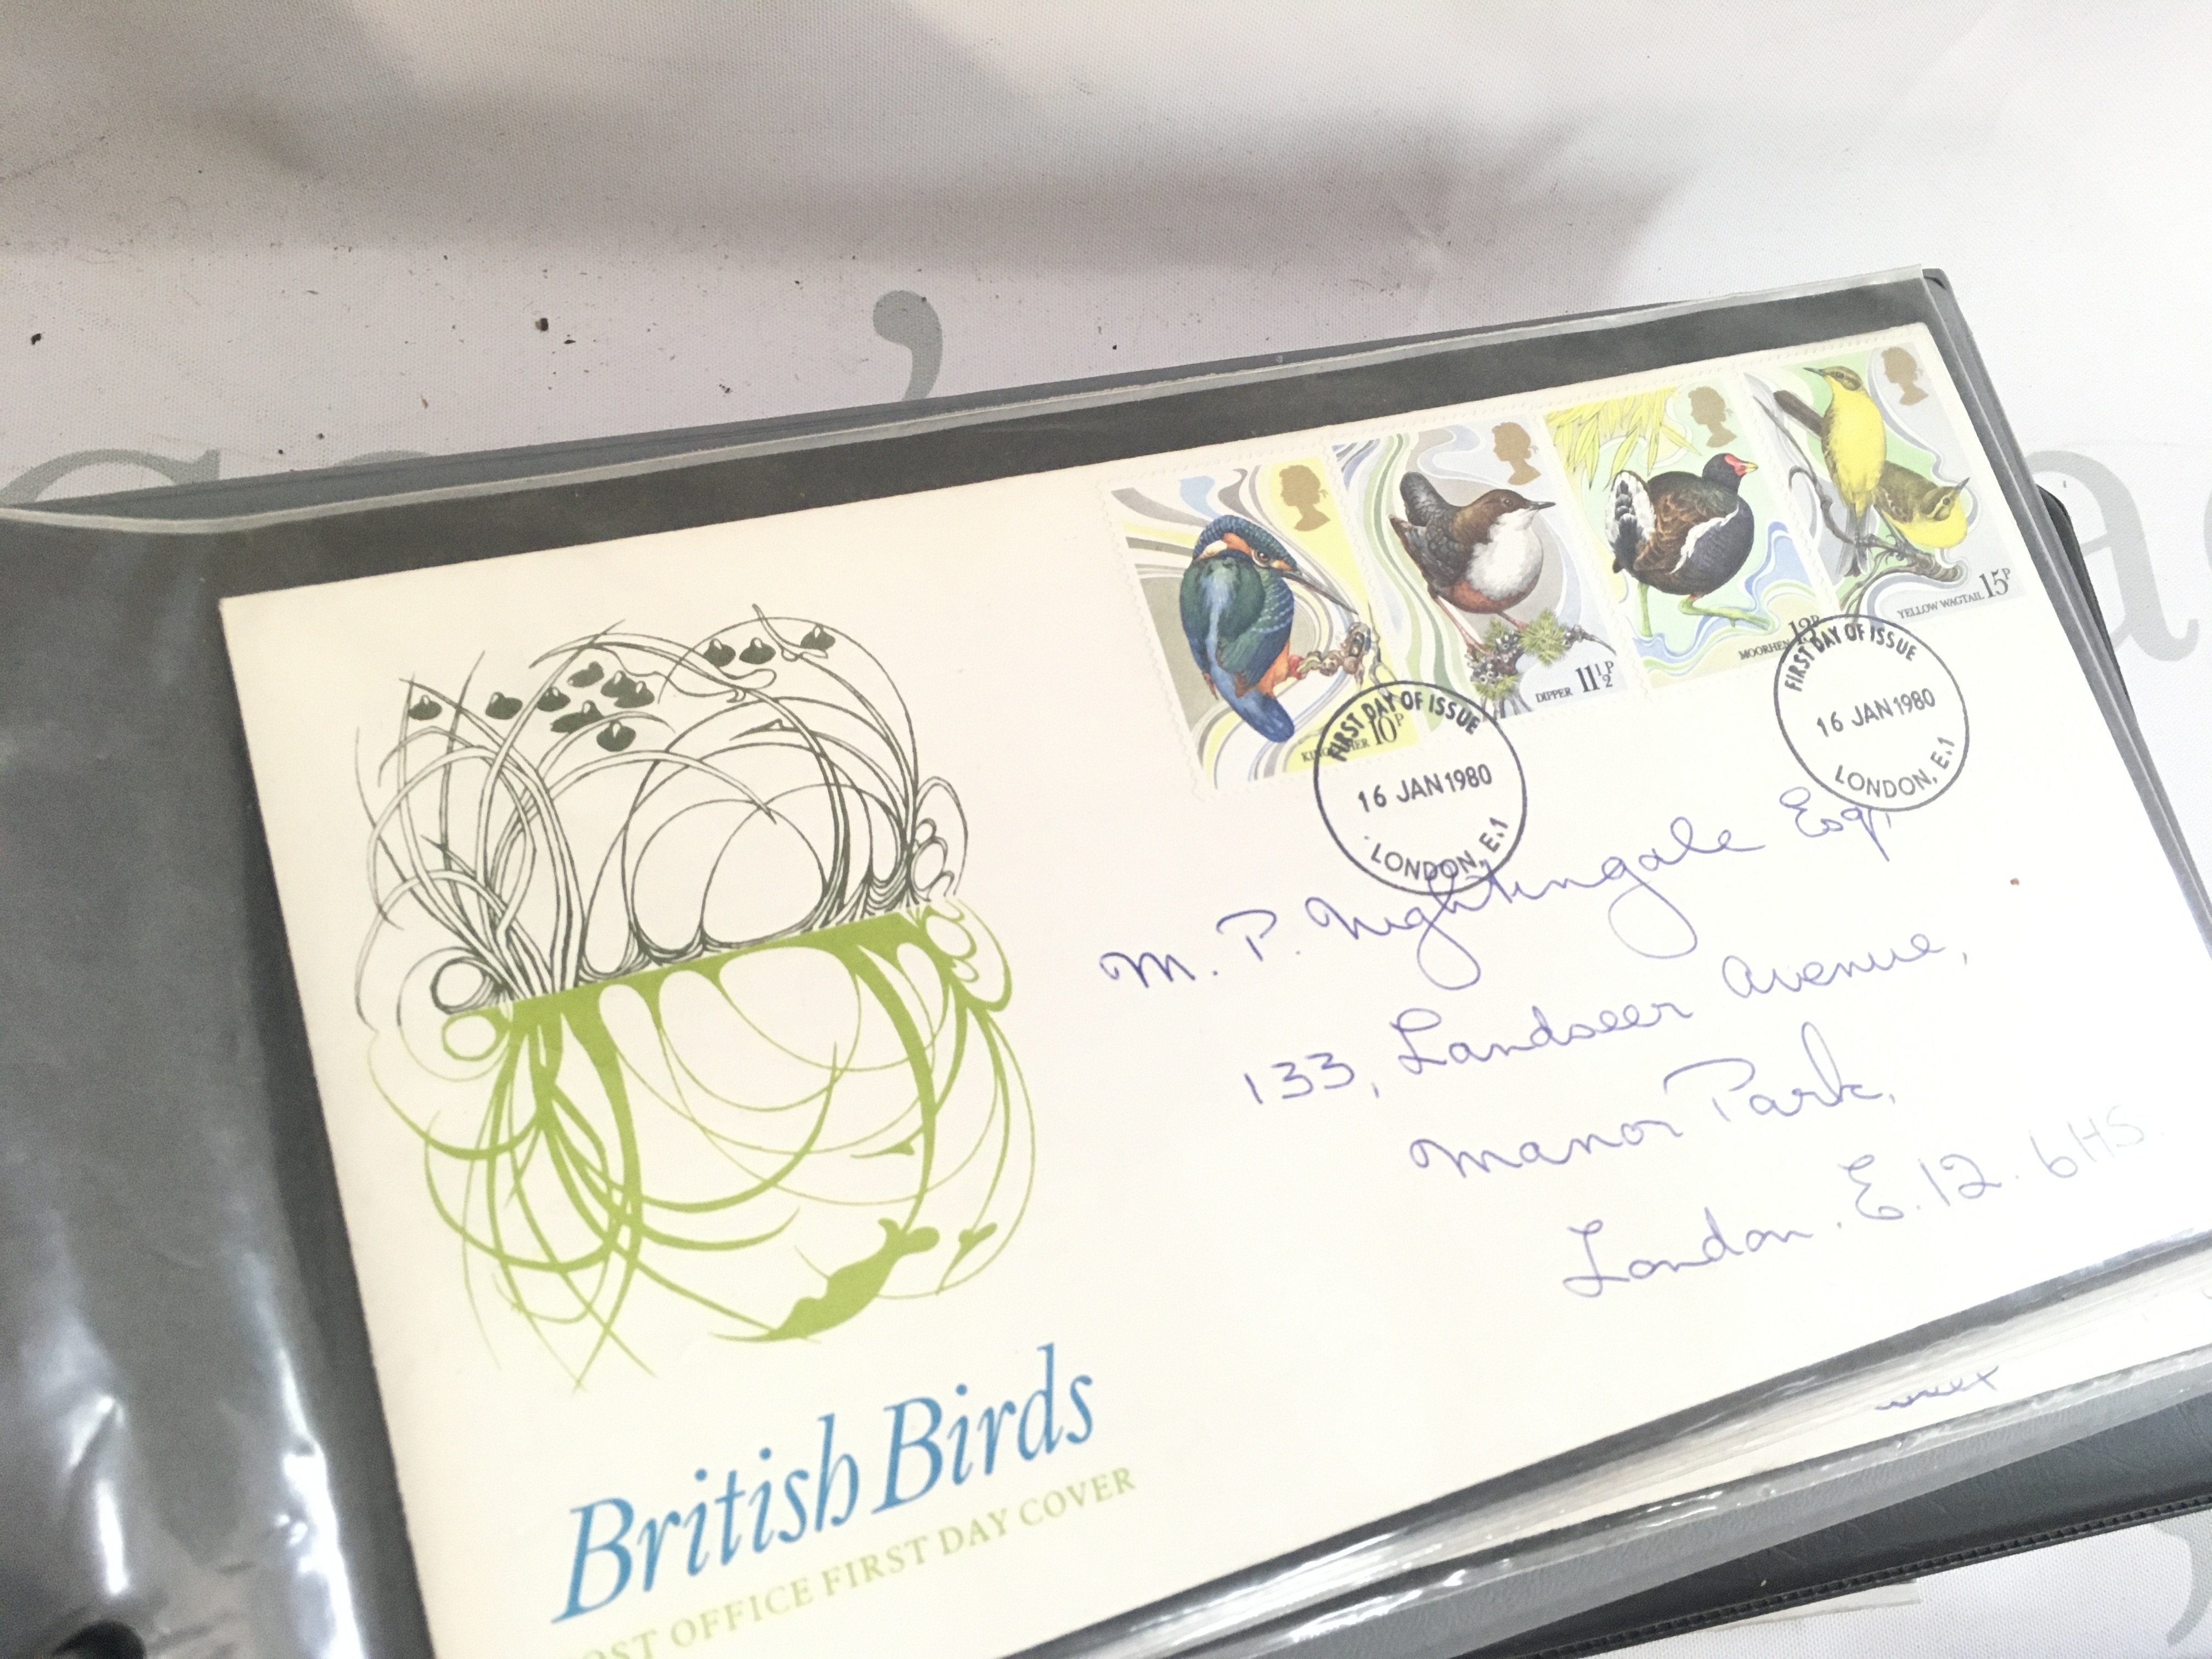 10P
DIPPER 11½P
MOORHEN 13P
YELLOW WAGTAIL 15P
FIRST DAY OF ISSUE
16 JAN 1980
LONDON, E.1
FIRST DAY OF ISSUE
16 JAN 1980
LONDON, E.1
M. P. Nightingale Esq,
133, Landseer Avenue,
Manor Park,
London. E.12. 6HS.
British Birds
POST OFFICE FIRST DAY COVER